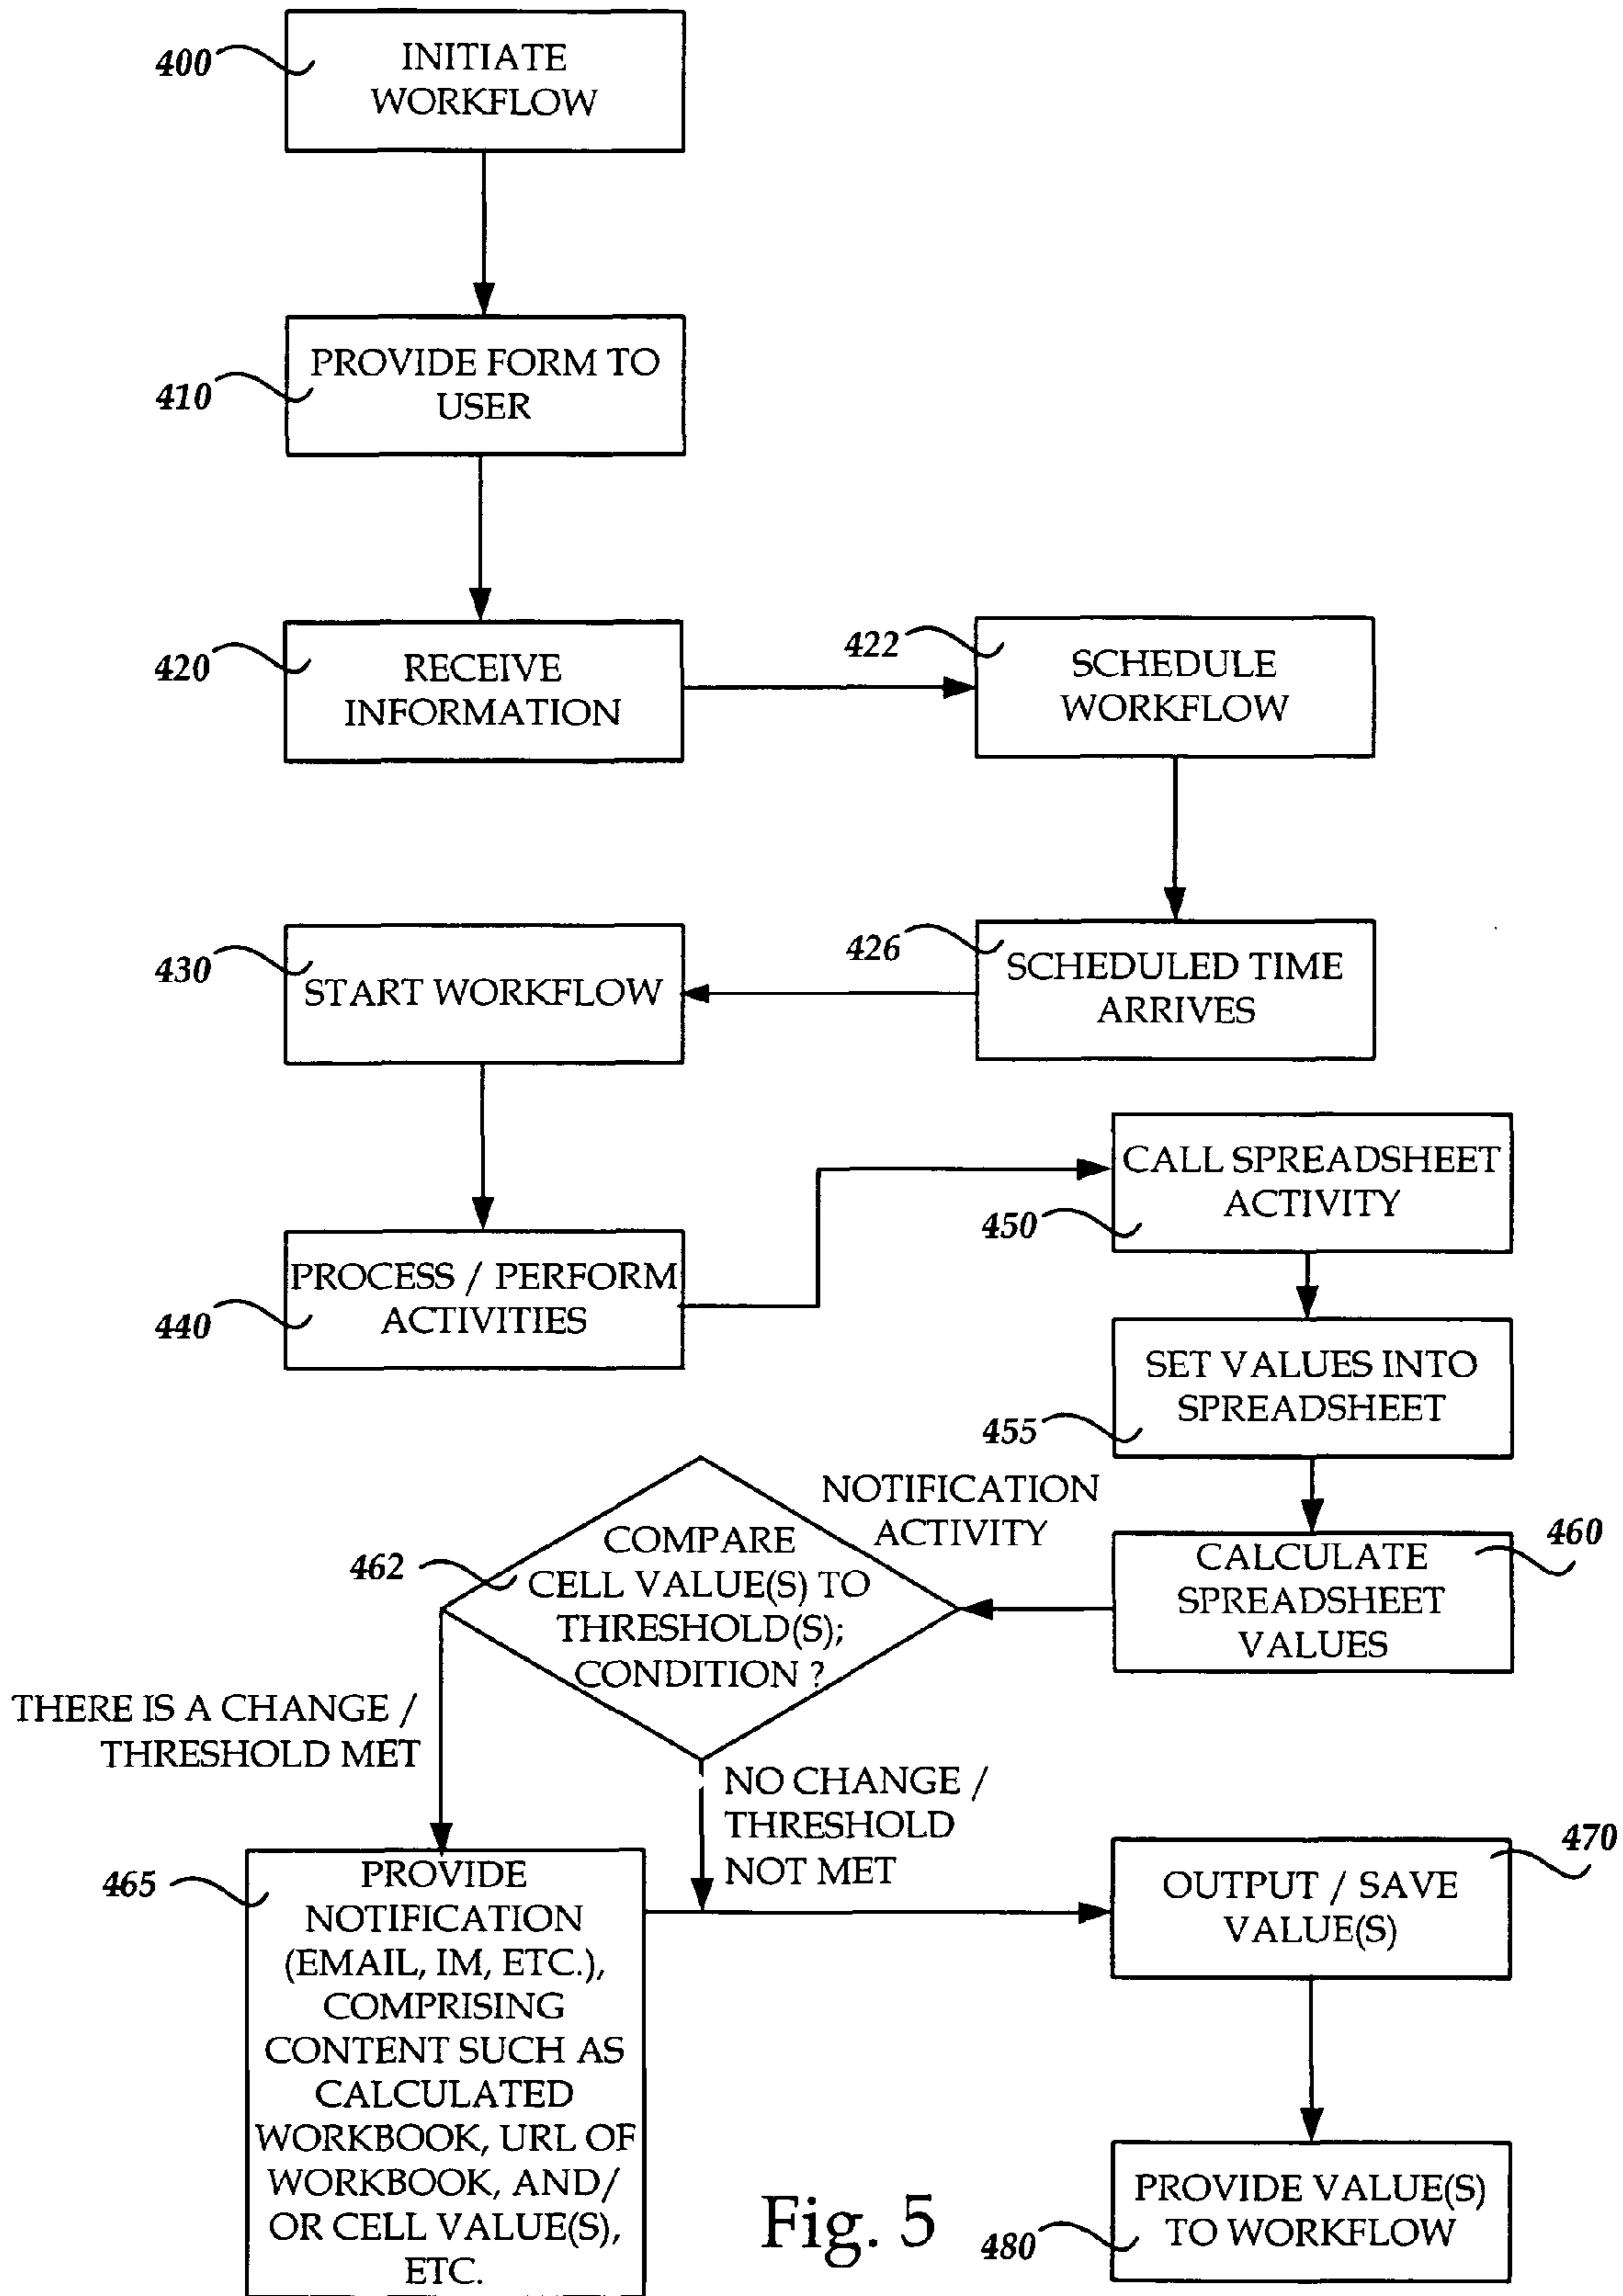 400
INITIATE
WORKFLOW
410
PROVIDE FORM TO
USER
420
RECEIVE
INFORMATION
422
SCHEDULE
WORKFLOW
426
SCHEDULED TIME
ARRIVES
430
START WORKFLOW
440
PROCESS / PERFORM
ACTIVITIES
450
CALL SPREADSHEET
ACTIVITY
455
SET VALUES INTO
SPREADSHEET
460
CALCULATE
SPREADSHEET
VALUES
NOTIFICATION
ACTIVITY
462
COMPARE
CELL VALUE(S) TO
THRESHOLD(S);
CONDITION ?
THERE IS A CHANGE /
THRESHOLD MET
NO CHANGE /
THRESHOLD
NOT MET
465
PROVIDE
NOTIFICATION
(EMAIL, IM, ETC.),
COMPRISING
CONTENT SUCH AS
CALCULATED
WORKBOOK, URL OF
WORKBOOK, AND/
OR CELL VALUE(S),
ETC.
470
OUTPUT / SAVE
VALUE(S)
480
PROVIDE VALUE(S)
TO WORKFLOW
Fig. 5